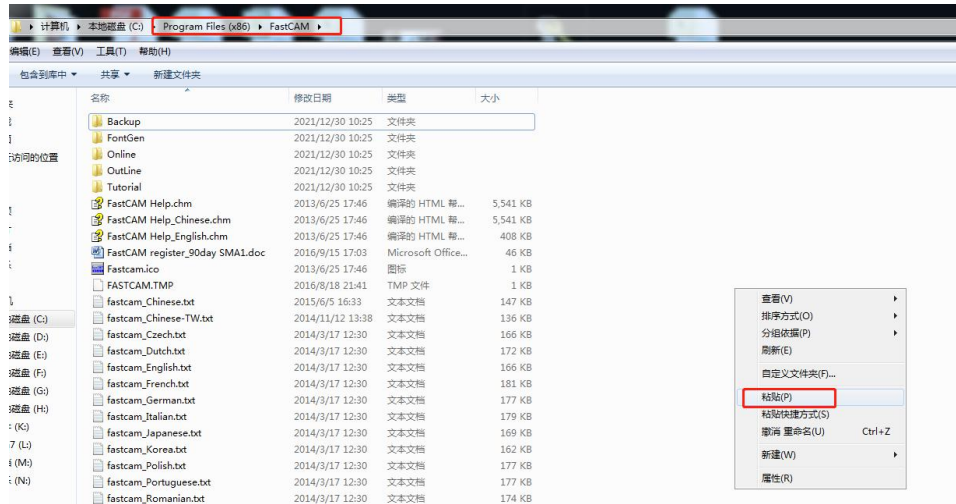 计算机 ▸ 本地磁盘 (C:) ▸ Program Files (x86) ▸ FastCAM ▸
编辑(E) 查看(V) 工具(T) 帮助(H)
包含到库中 ▾ 共享 ▾ 新建文件夹
名称 修改日期 类型 大小
Backup 2021/12/30 10:25 文件夹
FontGen 2021/12/30 10:25 文件夹
Online 2021/12/30 10:25 文件夹
访问的位置 OutLine 2021/12/30 10:25 文件夹
Tutorial 2021/12/30 10:25 文件夹
FastCAM Help.chm 2013/6/25 17:46 编译的 HTML 帮... 5,541 KB
FastCAM Help_Chinese.chm 2013/6/25 17:46 编译的 HTML 帮... 5,541 KB
FastCAM Help_English.chm 2013/6/25 17:46 编译的 HTML 帮... 408 KB
FastCAM register_90day SMA1.doc 2016/9/15 17:03 Microsoft Office... 46 KB
Fastcam.ico 2013/6/25 17:46 图标 1 KB
FASTCAM.TMP 2016/8/18 21:41 TMP 文件 1 KB
fastcam_Chinese.txt 2015/6/5 16:33 文本文档 147 KB
磁盘 (C:) fastcam_Chinese-TW.txt 2014/11/12 13:38 文本文档 136 KB
磁盘 (D:) fastcam_Czech.txt 2014/3/17 12:30 文本文档 166 KB
磁盘 (E:) fastcam_Dutch.txt 2014/3/17 12:30 文本文档 172 KB
磁盘 (F:) fastcam_English.txt 2014/3/17 12:30 文本文档 166 KB
fastcam_French.txt 2014/3/17 12:30 文本文档 181 KB
磁盘 (G:) fastcam_German.txt 2014/3/17 12:30 文本文档 177 KB
磁盘 (H:) fastcam_Italian.txt 2014/3/17 12:30 文本文档 179 KB
(K:) fastcam_Japanese.txt 2014/3/17 12:30 文本文档 169 KB
7 (L:) fastcam_Korea.txt 2014/3/17 12:30 文本文档 162 KB
(M:) fastcam_Polish.txt 2014/3/17 12:30 文本文档 177 KB
(N:) fastcam_Portuguese.txt 2014/3/17 12:30 文本文档 177 KB
fastcam_Romanian.txt 2014/3/17 12:30 文本文档 174 KB
查看(V)
排序方式(O)
分组依据(P)
刷新(E)
自定义文件夹(F)...
粘贴(P)
粘贴快捷方式(S)
撤消 重命名(U) Ctrl+Z
新建(W)
属性(R)